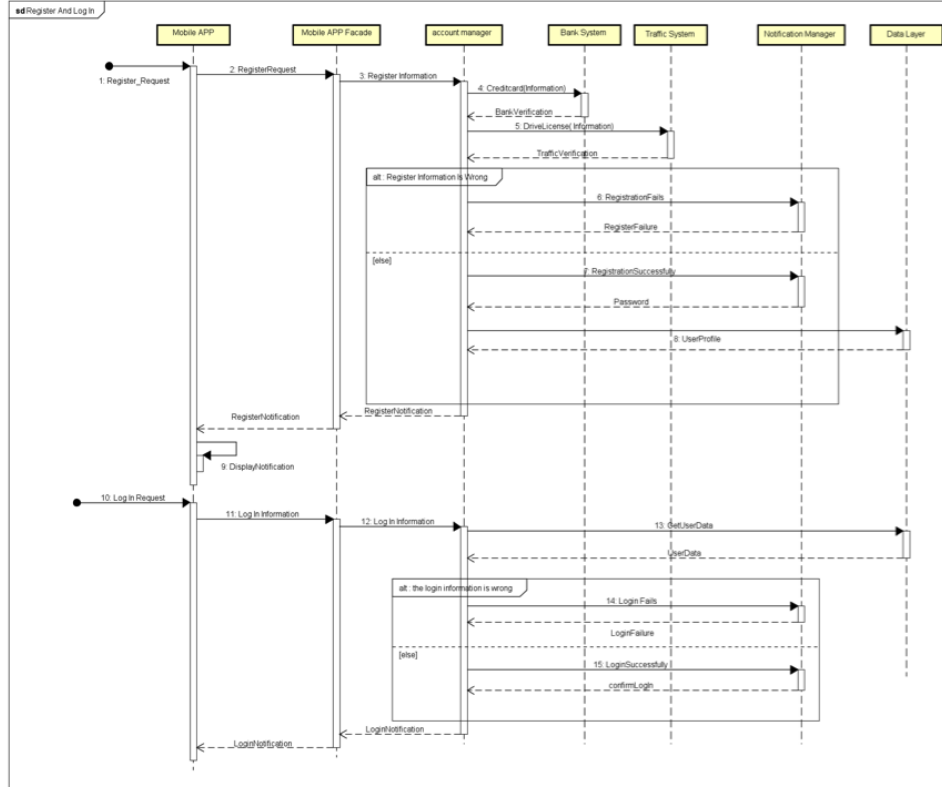 sd Register And Log In
Mobile APP
Mobile APP Facade
account manager
Bank System
Traffic System
Notification Manager
Data Layer
1: Register_Request
2: RegisterRequest
3: Register Information
4: Creditcard(Information)
BankVerification
5: DriveLicense( Information)
TrafficVerification
alt : Register Information Is Wrong
6: RegistrationFails
RegisterFailure
[else]
7: RegistrationSuccessfully
Password
8: UserProfile
RegisterNotification
RegisterNotification
9: DisplayNotification
10: Log In Request
11: Log In Information
12: Log In Information
13: GetUserData
UserData
alt : the login information is wrong
14: Login Fails
LoginFailure
[else]
15: LoginSuccessfully
confirmLogIn
LoginNotification
LoginNotification